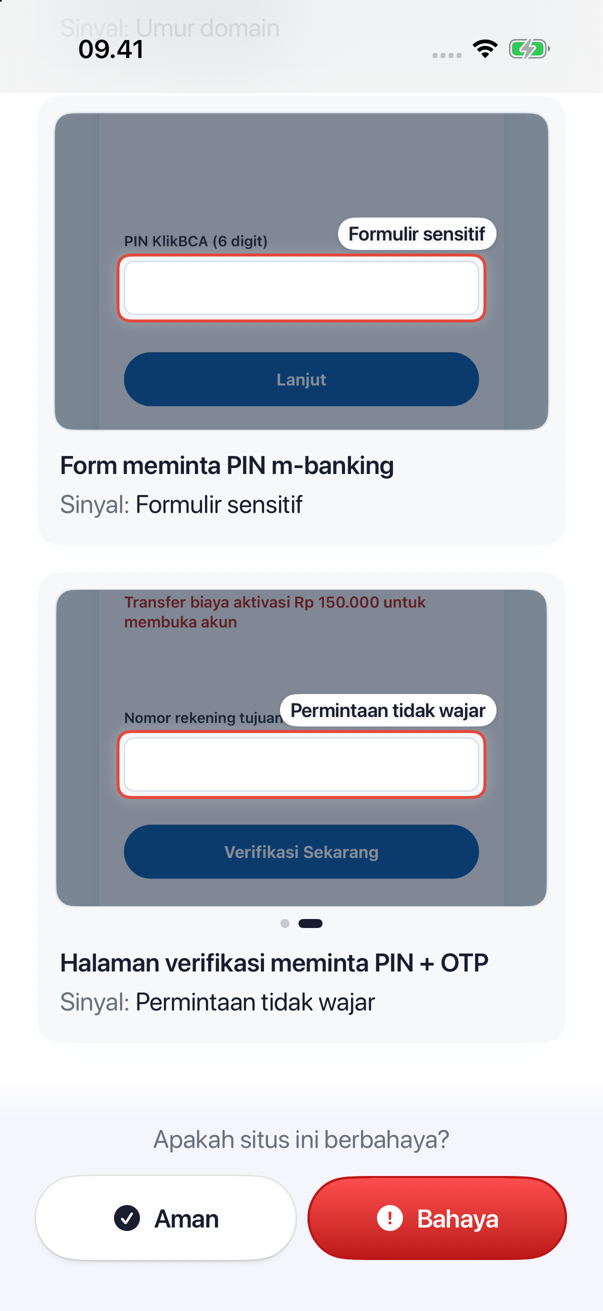 Sinyal: Umur domain
09.41
PIN KlikBCA (6 digit)
Formulir sensitif
Lanjut
Form meminta PIN m-banking
Sinyal: Formulir sensitif
Transfer biaya aktivasi Rp 150.000 untuk
membuka akun
Nomor rekening tujuan
Permintaan tidak wajar
Verifikasi Sekarang
Halaman verifikasi meminta PIN + OTP
Sinyal: Permintaan tidak wajar
Apakah situs ini berbahaya?
Aman
Bahaya